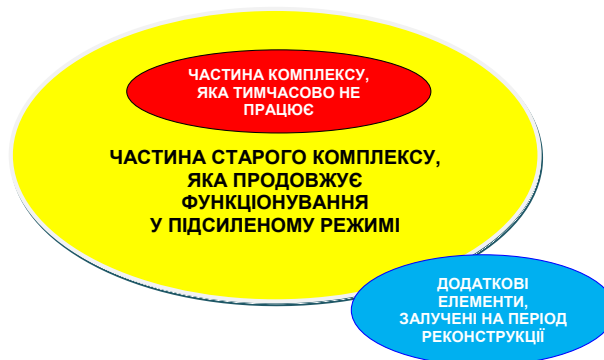 ЧАСТИНА КОМПЛЕКСУ,
ЯКА ТИМЧАСОВО НЕ
ПРАЦЮЄ
ЧАСТИНА СТАРОГО КОМПЛЕКСУ,
ЯКА ПРОДОВЖУЄ
ФУНКЦІОНУВАННЯ
У ПІДСИЛЕНОМУ РЕЖИМІ
ДОДАТКОВІ
ЕЛЕМЕНТИ,
ЗАЛУЧЕНІ НА ПЕРІОД
РЕКОНСТРУКЦІЇ